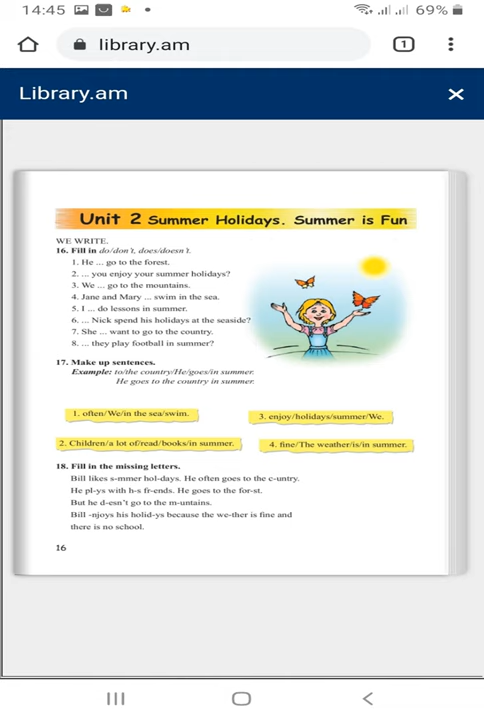 14:45
69%
library.am
1
Library.am
Unit 2 Summer Holidays. Summer is Fun
WE WRITE.
16. Fill in do/don't, does/doesn't.
1. He ... go to the forest.
2. ... you enjoy your summer holidays?
3. We ... go to the mountains.
4. Jane and Mary ... swim in the sea.
5. I ... do lessons in summer.
6. ... Nick spend his holidays at the seaside?
7. She ... want to go to the country.
8. ... they play football in summer?
17. Make up sentences.
Example: to/the country/He/goes/in summer.
He goes to the country in summer.
1. often/We/in the sea/swim.
2. Children/a lot of/read/books/in summer.
3. enjoy/holidays/summer/We.
4. fine/The weather/is/in summer.
18. Fill in the missing letters.
Bill likes s-mmer hol-days. He often goes to the c-untry.
He pl-ys with h-s fr-ends. He goes to the for-st.
But he d-esn't go to the m-untains.
Bill -njoys his holid-ys because the we-ther is fine and
there is no school.
16